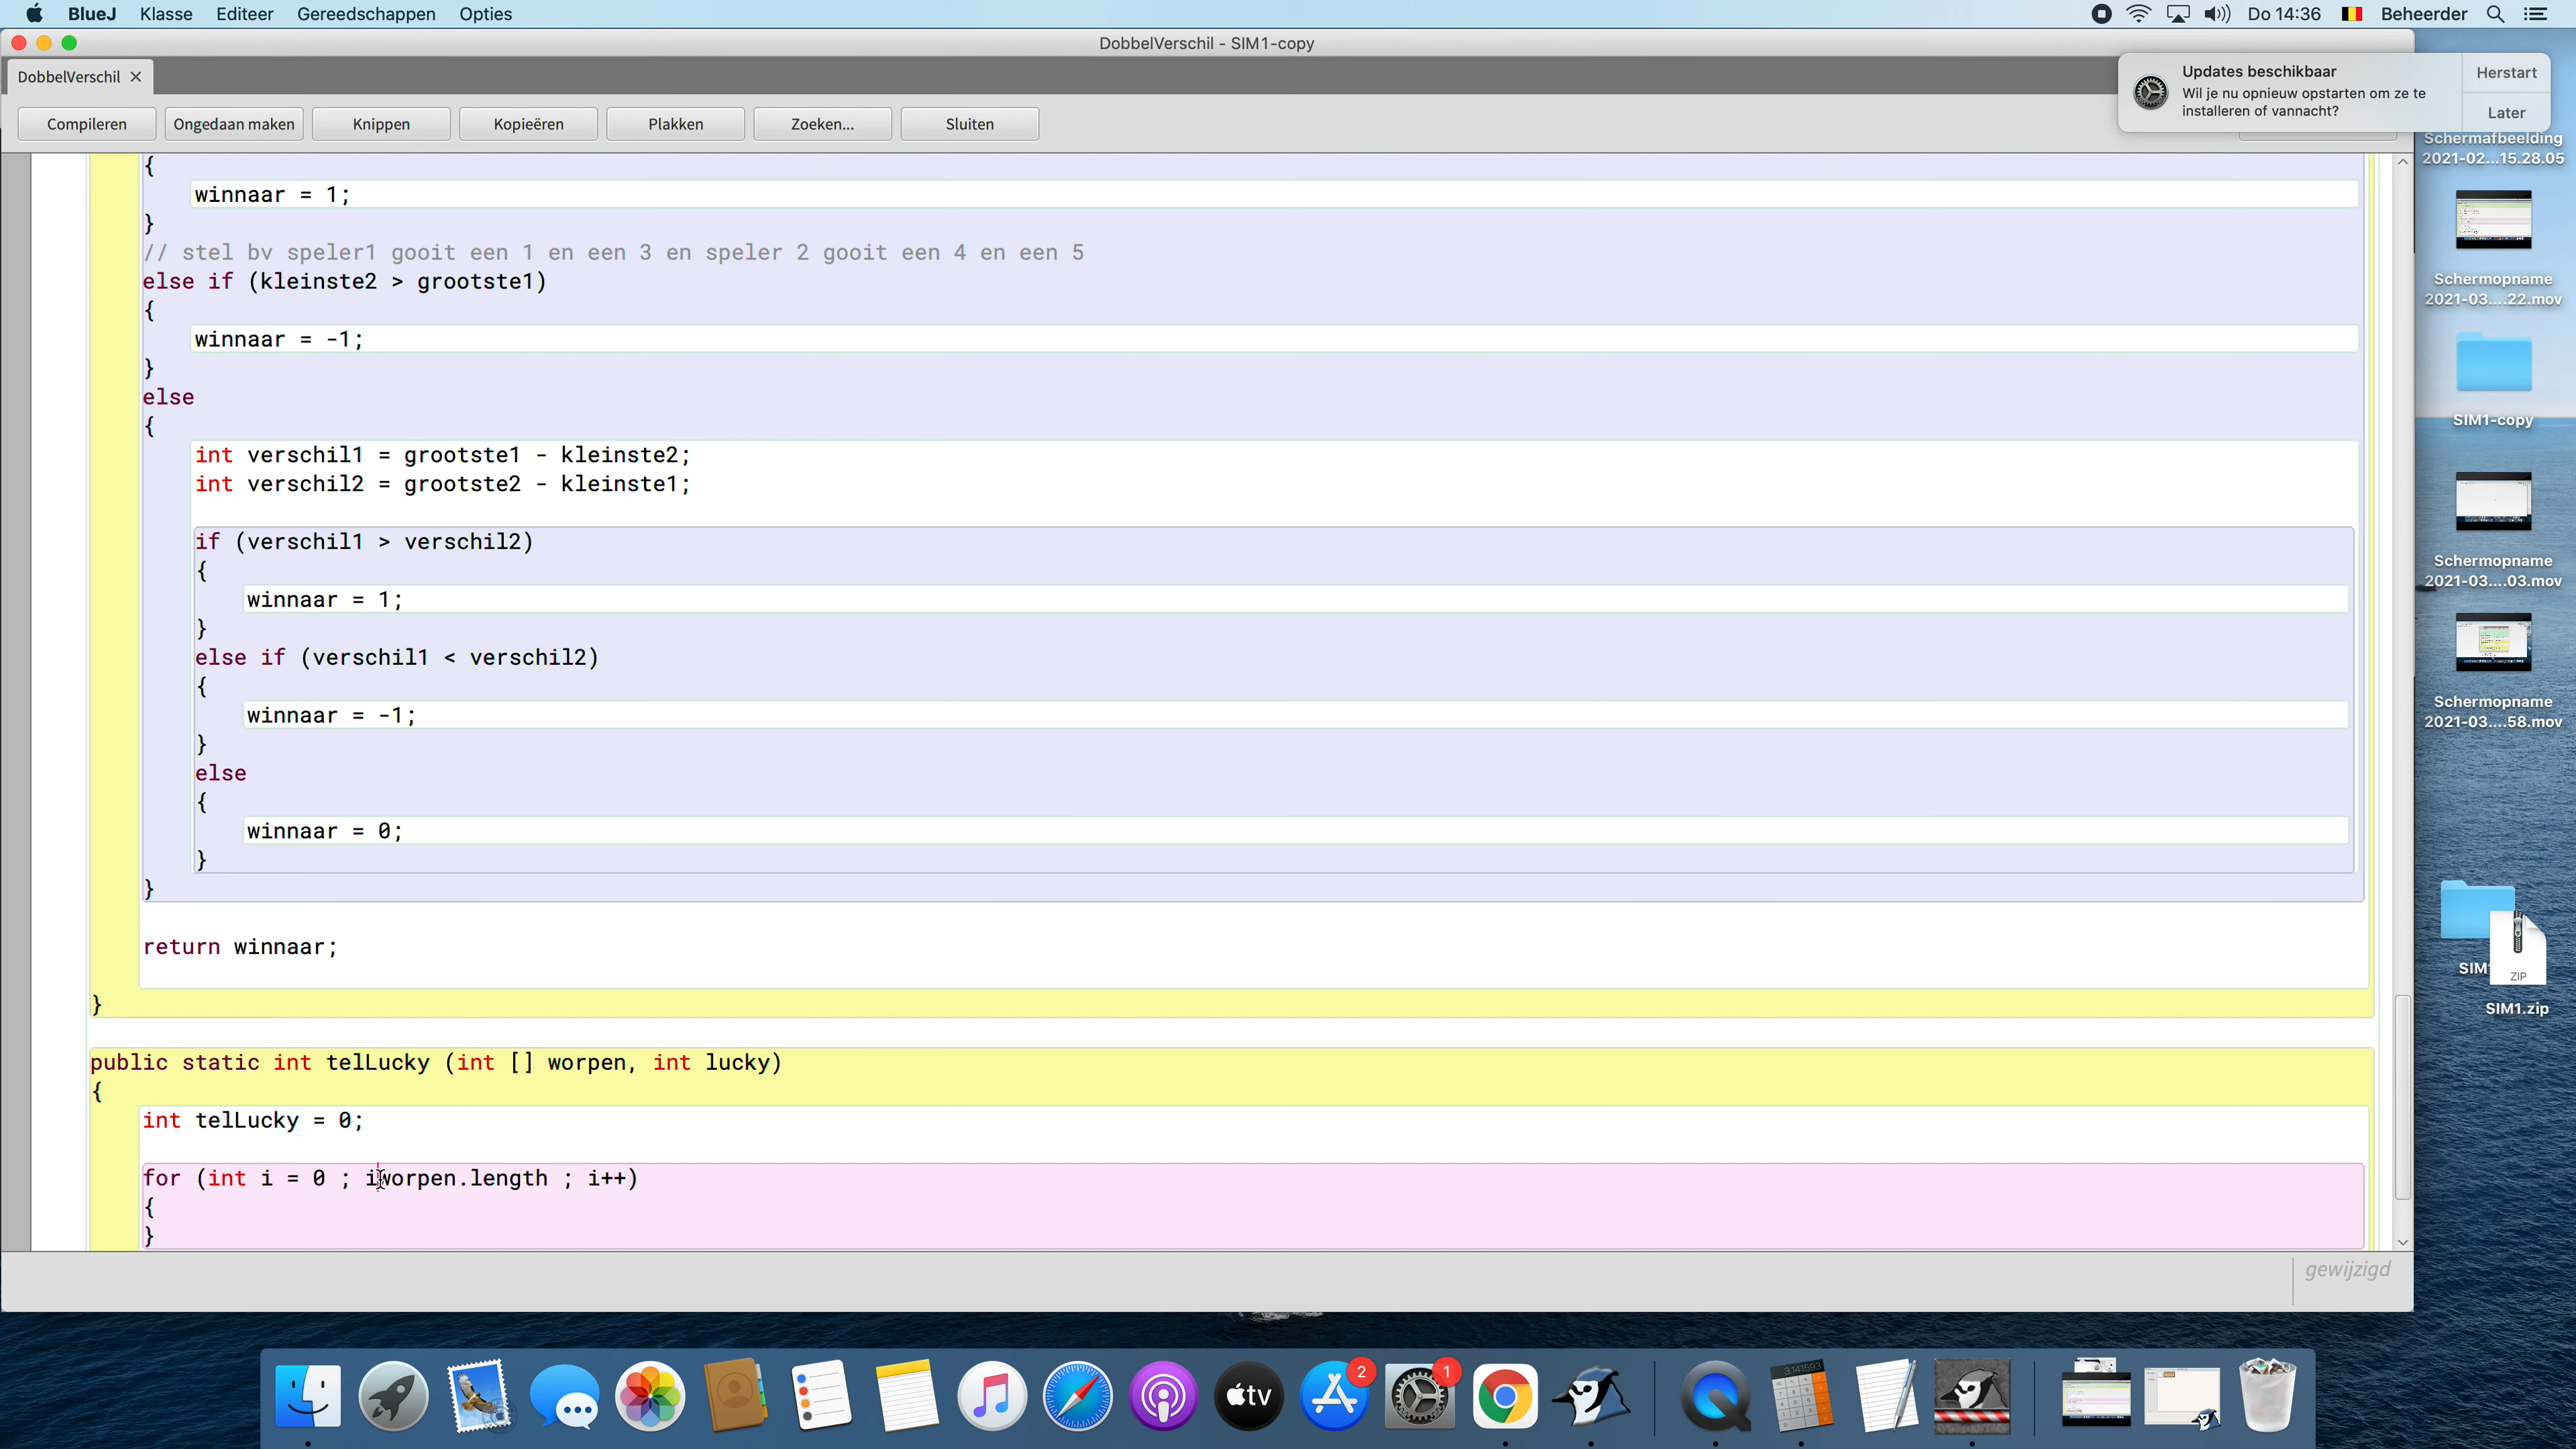 BlueJ Klasse Editeer Gereedschappen Opties
Do 14:36 Beheerder
DobbelVerschil - SIM1-copy
DobbelVerschil
Compileren Ongedaan maken Knippen Kopieëren Plakken Zoeken... Sluiten
Updates beschikbaar
Wil je nu opnieuw opstarten om ze te
installeren of vannacht?
Herstart
Later
{
winnaar = 1;
}
// stel bv speler1 gooit een 1 en een 3 en speler 2 gooit een 4 en een 5
else if (kleinste2 > grootste1)
{
winnaar = -1;
}
else
{
int verschil1 = grootste1 - kleinste2;
int verschil2 = grootste2 - kleinste1;
if (verschil1 > verschil2)
{
winnaar = 1;
}
else if (verschil1 < verschil2)
{
winnaar = -1;
}
else
{
winnaar = 0;
}
}
return winnaar;
}
public static int telLucky (int [] worpen, int lucky)
{
int telLucky = 0;
for (int i = 0 ; iworpen.length ; i++)
{
}
gewijzigd
Schermafbeelding
2021-02...15.28.05
Schermopname
2021-03....22.mov
SIM1-copy
Schermopname
2021-03....03.mov
Schermopname
2021-03....58.mov
ZIP
SIM1.zip
tv
2
1
3.141593